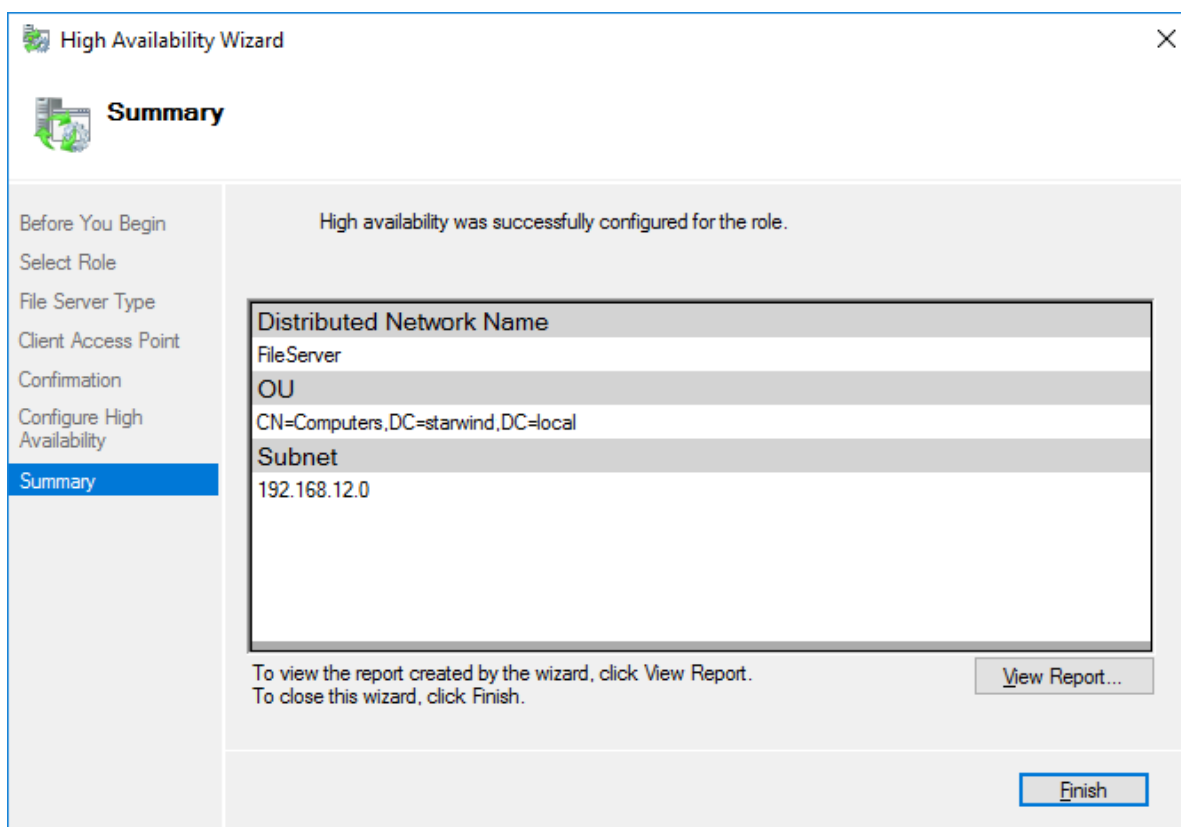 High Availability Wizard
Summary
Before You Begin
Select Role
File Server Type
Client Access Point
Confirmation
Configure High
Availability
Summary
High availability was successfully configured for the role.
Distributed Network Name
FileServer
OU
CN=Computers,DC=starwind,DC=local
Subnet
192.168.12.0
To view the report created by the wizard, click View Report.
To close this wizard, click Finish.
View Report...
Finish